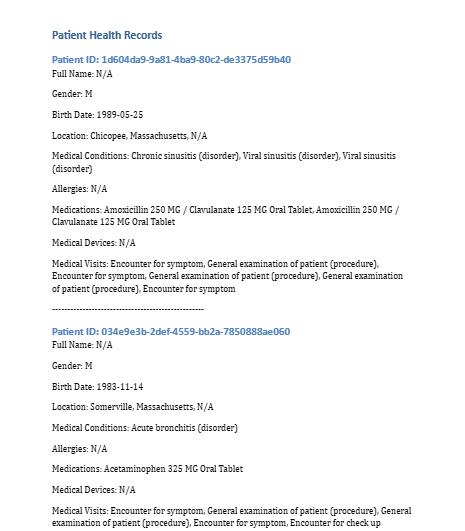 Patient Health Records
Patient ID: 1d604da9-9a81-4ba9-80c2-de3375d59b40
Full Name: N/A
Gender: M
Birth Date: 1989-05-25
Location: Chicopee, Massachusetts, N/A
Medical Conditions: Chronic sinusitis (disorder), Viral sinusitis (disorder), Viral sinusitis
(disorder)
Allergies: N/A
Medications: Amoxicillin 250 MG / Clavulanate 125 MG Oral Tablet, Amoxicillin 250 MG /
Clavulanate 125 MG Oral Tablet
Medical Devices: N/A
Medical Visits: Encounter for symptom, General examination of patient (procedure),
Encounter for symptom, General examination of patient (procedure), General examination
of patient (procedure), Encounter for symptom
--------------------------------------------------
Patient ID: 034e9e3b-2def-4559-bb2a-7850888ae060
Full Name: N/A
Gender: M
Birth Date: 1983-11-14
Location: Somerville, Massachusetts, N/A
Medical Conditions: Acute bronchitis (disorder)
Allergies: N/A
Medications: Acetaminophen 325 MG Oral Tablet
Medical Devices: N/A
Medical Visits: Encounter for symptom, General examination of patient (procedure), General
examination of patient (procedure), Encounter for symptom, Encounter for check up